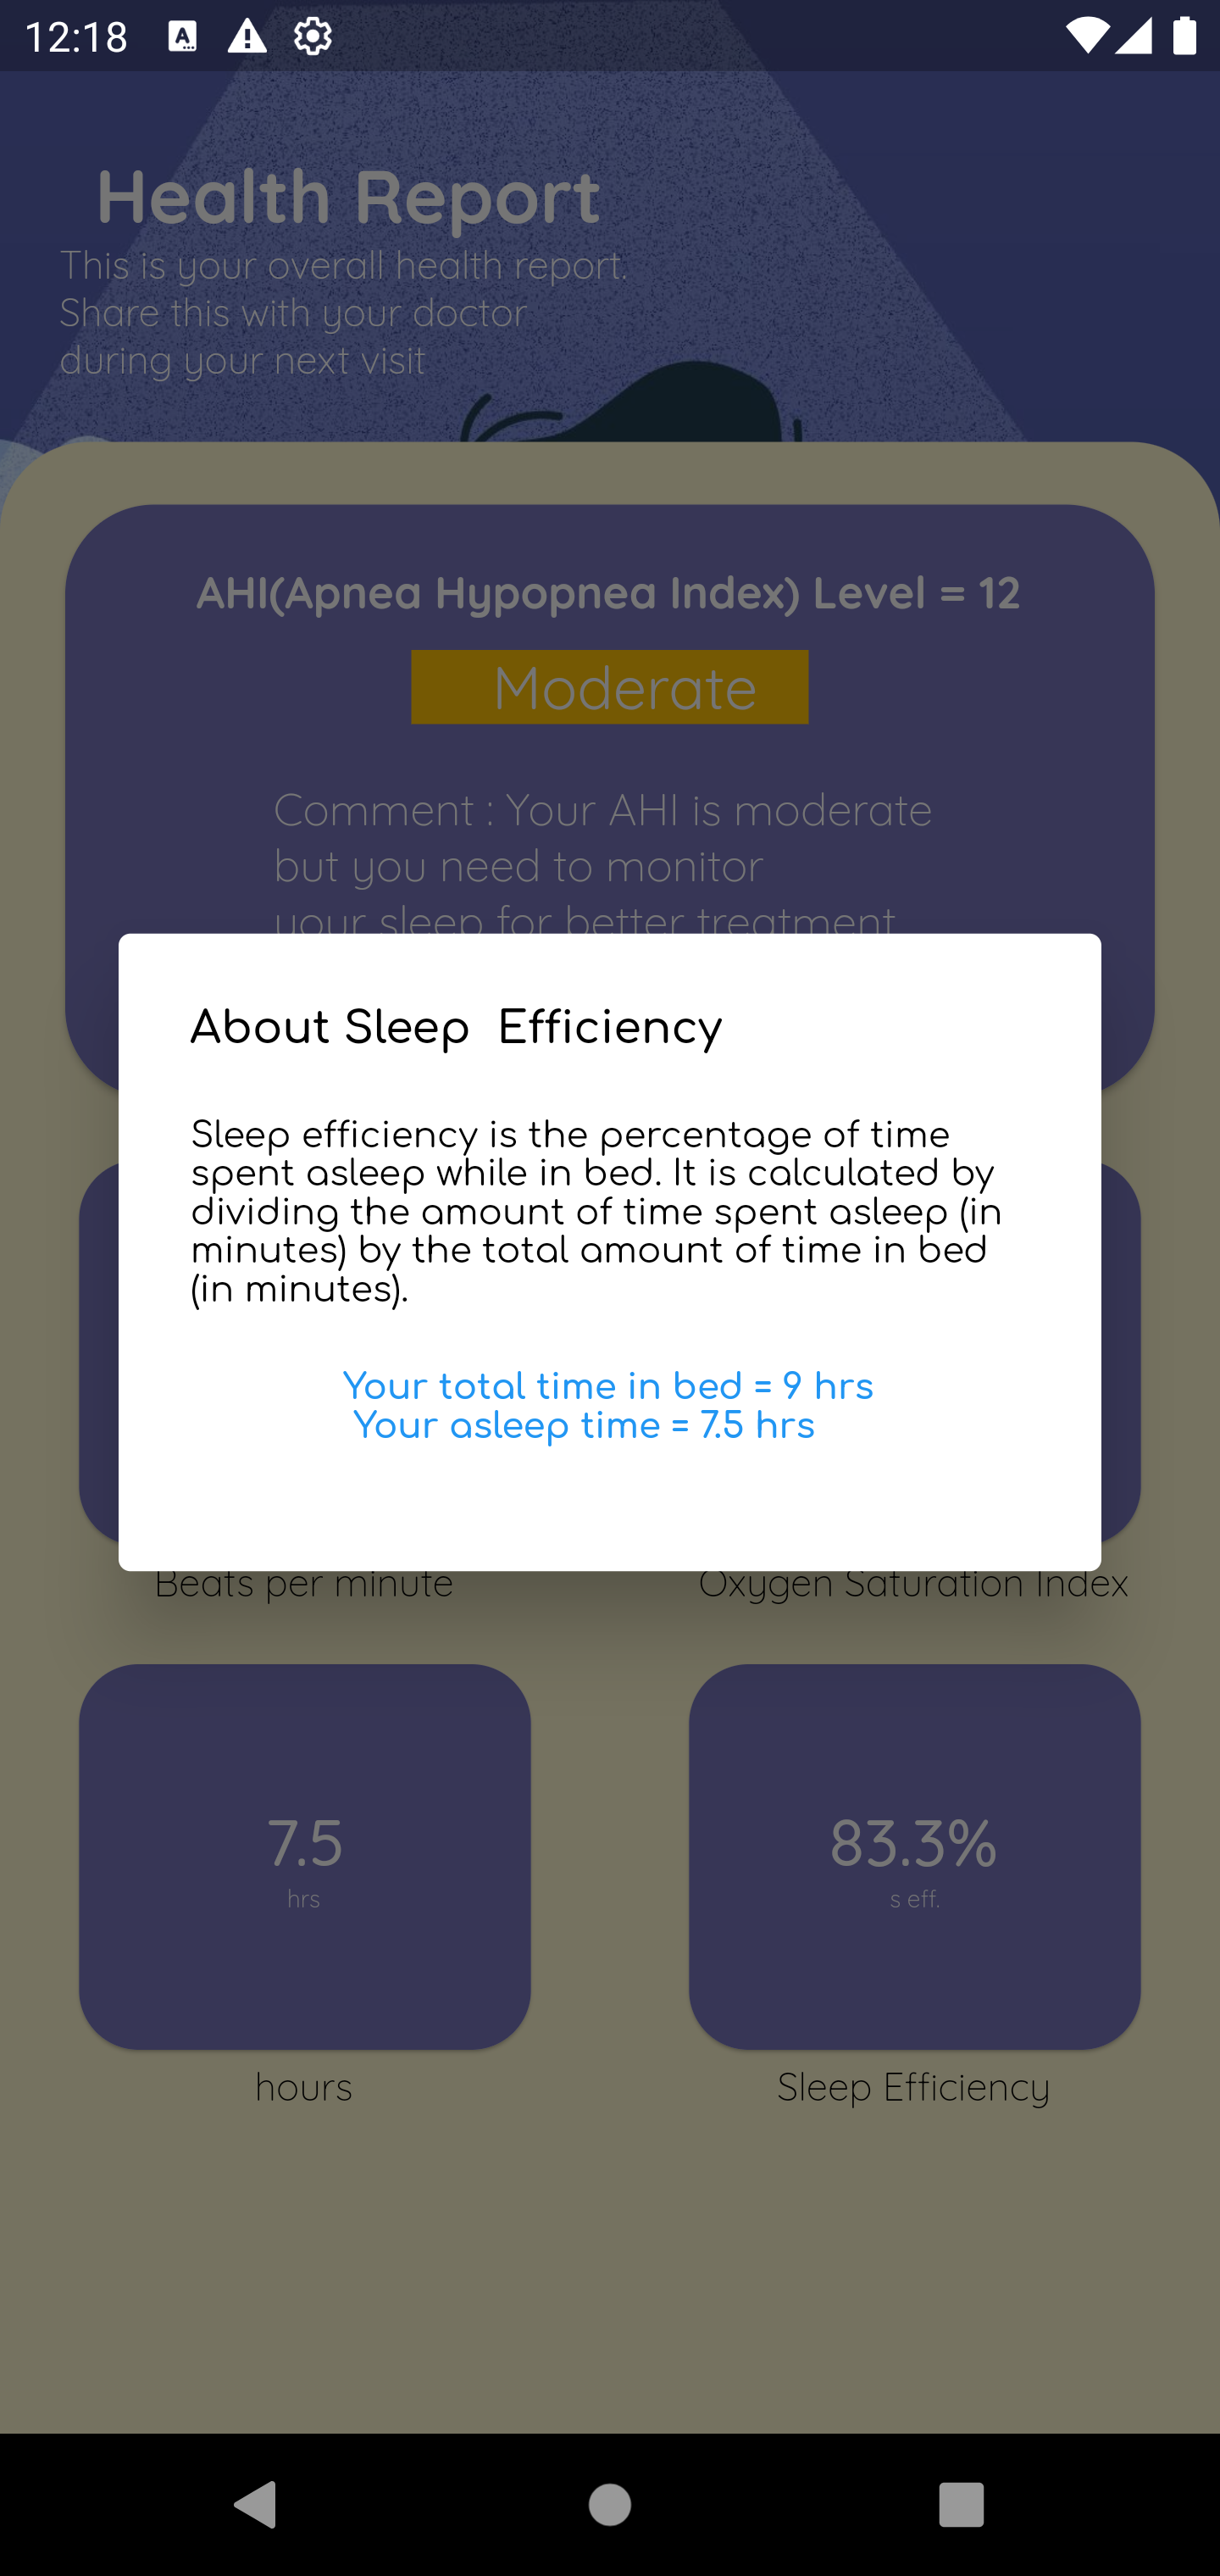 12:18
Health Report
This is your overall health report.
Share this with your doctor
during your next visit
AHI(Apnea Hypopnea Index) Level = 12
Moderate
Comment : Your AHI is moderate
but you need to monitor
your sleep for better treatment
About Sleep  Efficiency
Sleep efficiency is the percentage of time
spent asleep while in bed. It is calculated by
dividing the amount of time spent asleep (in
minutes) by the total amount of time in bed
(in minutes).
Your total time in bed = 9 hrs
Your asleep time = 7.5 hrs
Beats per minute
Oxygen Saturation Index
7.5
hrs
83.3%
s eff.
hours
Sleep Efficiency